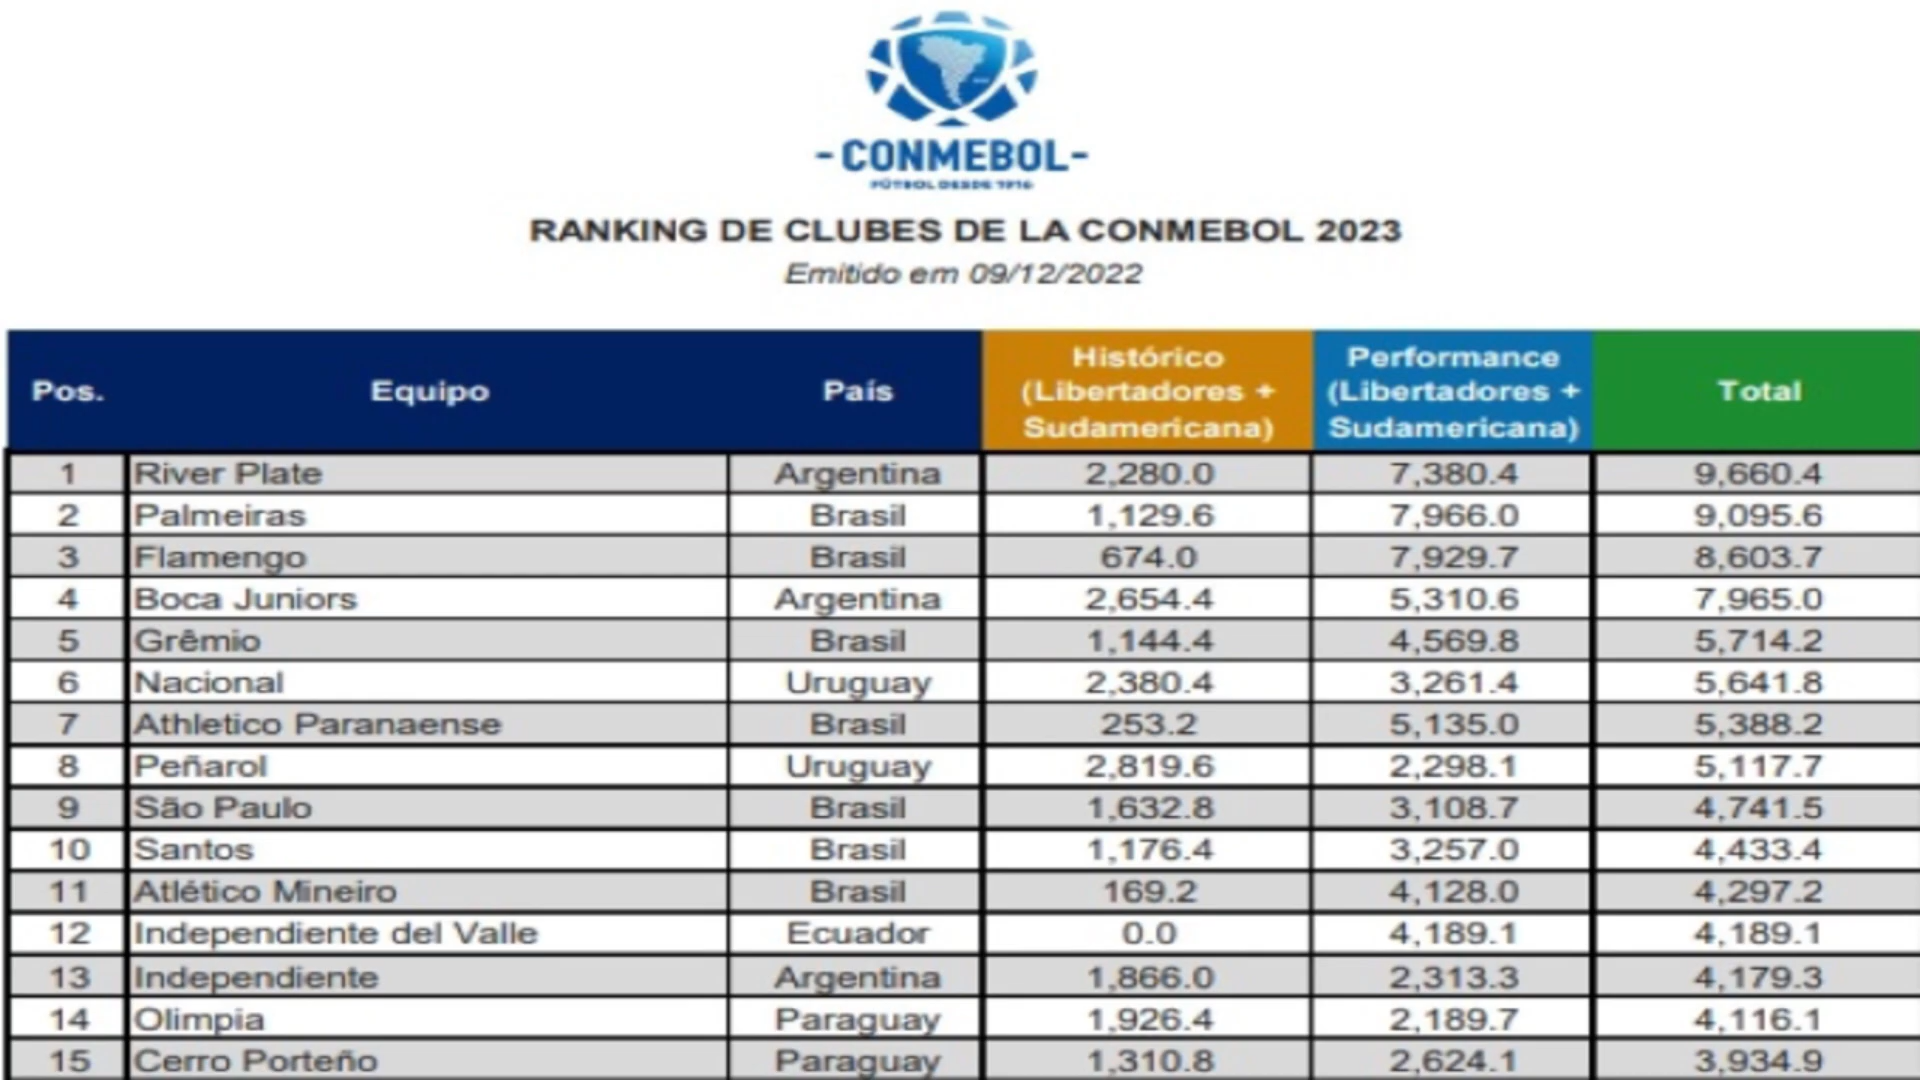 -CONMEBOL-
FÚTBOL DESDE 1916
RANKING DE CLUBES DE LA CONMEBOL 2023
Emitido em 09/12/2022
Pos. Equipo País Histórico (Libertadores + Sudamericana) Performance (Libertadores + Sudamericana) Total
1 River Plate Argentina 2,280.0 7,380.4 9,660.4
2 Palmeiras Brasil 1,129.6 7,966.0 9,095.6
3 Flamengo Brasil 674.0 7,929.7 8,603.7
4 Boca Juniors Argentina 2,654.4 5,310.6 7,965.0
5 Grêmio Brasil 1,144.4 4,569.8 5,714.2
6 Nacional Uruguay 2,380.4 3,261.4 5,641.8
7 Athletico Paranaense Brasil 253.2 5,135.0 5,388.2
8 Peñarol Uruguay 2,819.6 2,298.1 5,117.7
9 São Paulo Brasil 1,632.8 3,108.7 4,741.5
10 Santos Brasil 1,176.4 3,257.0 4,433.4
11 Atlético Mineiro Brasil 169.2 4,128.0 4,297.2
12 Independiente del Valle Ecuador 0.0 4,189.1 4,189.1
13 Independiente Argentina 1,866.0 2,313.3 4,179.3
14 Olimpia Paraguay 1,926.4 2,189.7 4,116.1
15 Cerro Porteño Paraguay 1,310.8 2,624.1 3,934.9